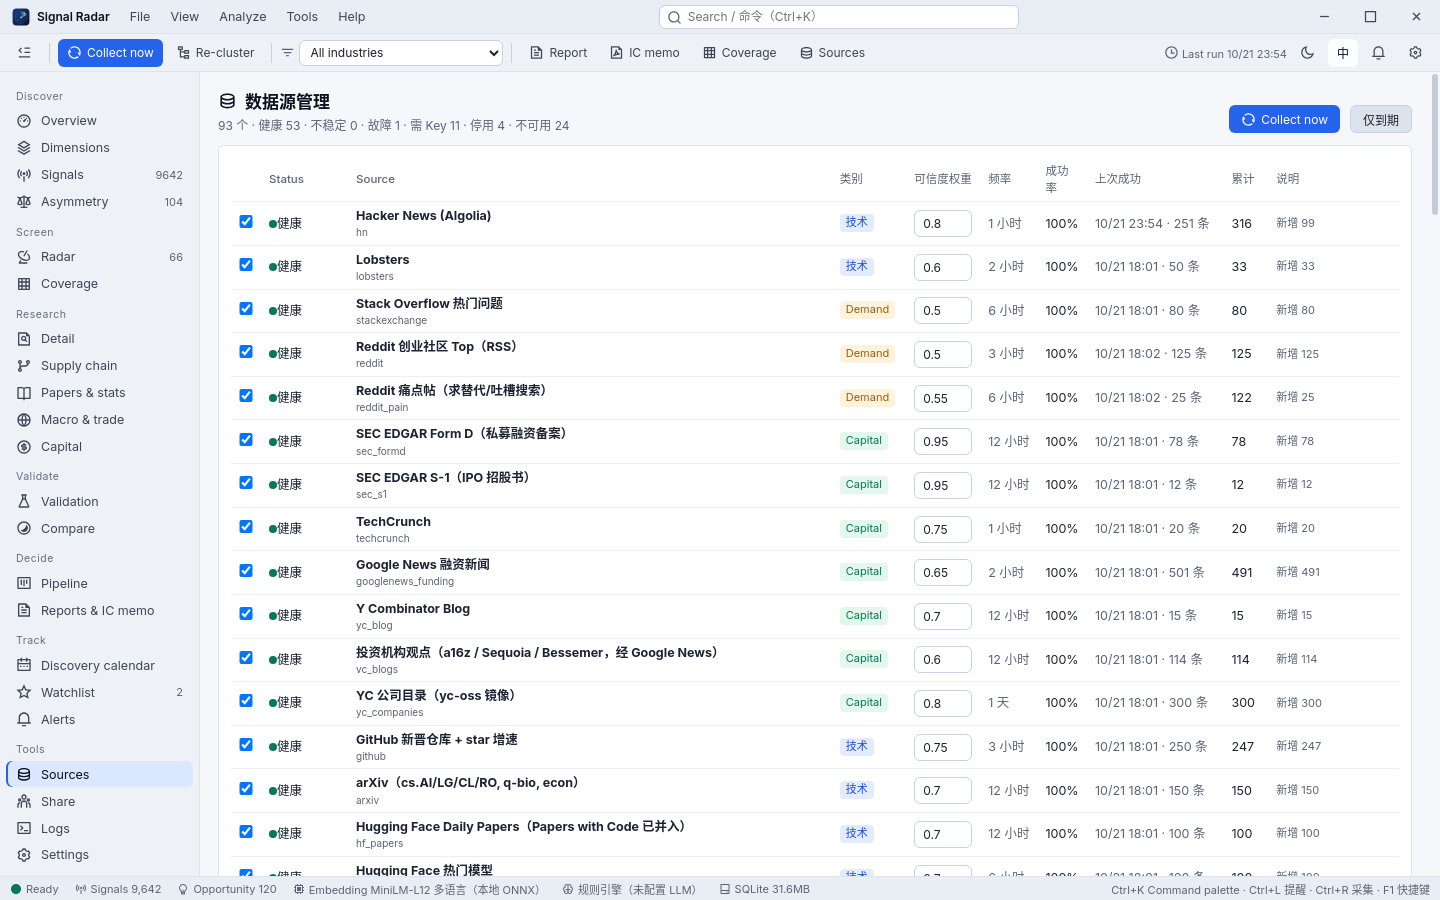 Signal Radar File View Analyze Tools Help Search / 命令（Ctrl+K）
Collect now Re-cluster All industries Report IC memo Coverage Sources Last run 10/21 23:54 中
Discover
Overview
Dimensions
Signals 9642
Asymmetry 104
Screen
Radar 66
Coverage
Research
Detail
Supply chain
Papers & stats
Macro & trade
Capital
Validate
Validation
Compare
Decide
Pipeline
Reports & IC memo
Track
Discovery calendar
Watchlist 2
Alerts
Tools
Sources
Share
Logs
Settings
数据源管理
93 个 · 健康 53 · 不稳定 0 · 故障 1 · 需 Key 11 · 停用 4 · 不可用 24
Collect now 仅到期
Status Source 类别 可信度权重 频率 成功率 上次成功 累计 说明
健康 Hacker News (Algolia) 技术 0.8 1 小时 100% 10/21 23:54 · 251 条 316 新增 99
hn
健康 Lobsters 技术 0.6 2 小时 100% 10/21 18:01 · 50 条 33 新增 33
lobsters
健康 Stack Overflow 热门问题 Demand 0.5 6 小时 100% 10/21 18:01 · 80 条 80 新增 80
stackexchange
健康 Reddit 创业社区 Top（RSS） Demand 0.5 3 小时 100% 10/21 18:02 · 125 条 125 新增 125
reddit
健康 Reddit 痛点帖（求替代/吐槽搜索） Demand 0.55 6 小时 100% 10/21 18:02 · 25 条 122 新增 25
reddit_pain
健康 SEC EDGAR Form D（私募融资备案） Capital 0.95 12 小时 100% 10/21 18:01 · 78 条 78 新增 78
sec_formd
健康 SEC EDGAR S-1（IPO 招股书） Capital 0.95 12 小时 100% 10/21 18:01 · 12 条 12 新增 12
sec_s1
健康 TechCrunch Capital 0.75 1 小时 100% 10/21 18:01 · 20 条 20 新增 20
techcrunch
健康 Google News 融资新闻 Capital 0.65 2 小时 100% 10/21 18:01 · 501 条 491 新增 491
googlenews_funding
健康 Y Combinator Blog Capital 0.7 12 小时 100% 10/21 18:01 · 15 条 15 新增 15
yc_blog
健康 投资机构观点（a16z / Sequoia / Bessemer，经 Google News） Capital 0.6 12 小时 100% 10/21 18:01 · 114 条 114 新增 114
vc_blogs
健康 YC 公司目录（yc-oss 镜像） Capital 0.8 1 天 100% 10/21 18:01 · 300 条 300 新增 300
yc_companies
健康 GitHub 新晋仓库 + star 增速 技术 0.75 3 小时 100% 10/21 18:01 · 250 条 247 新增 247
github
健康 arXiv（cs.AI/LG/CL/RO, q-bio, econ） 技术 0.7 12 小时 100% 10/21 18:01 · 150 条 150 新增 150
arxiv
健康 Hugging Face Daily Papers（Papers with Code 已并入） 技术 0.7 12 小时 100% 10/21 18:01 · 100 条 100 新增 100
hf_papers
Hugging Face 热门模型
Ready Signals 9,642 Opportunity 120 Embedding MiniLM-L12 多语言（本地 ONNX） 规则引擎（未配置 LLM） SQLite 31.6MB Ctrl+K Command palette · Ctrl+L 提醒 · Ctrl+R 采集 · F1 快捷键